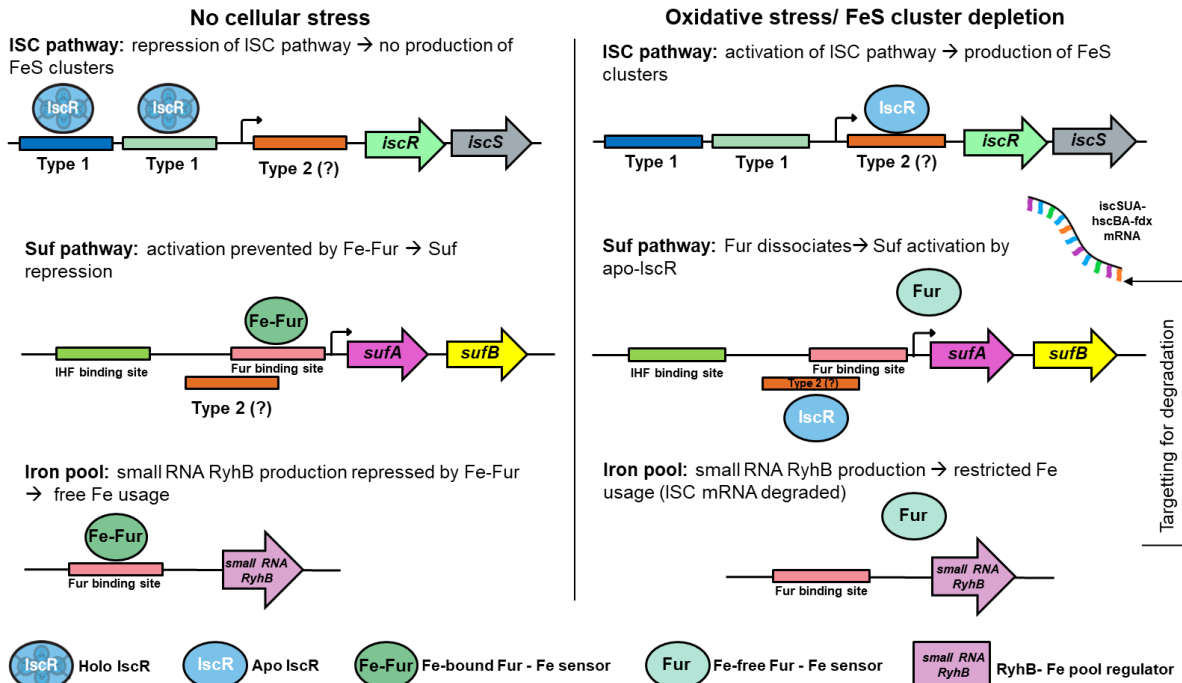 No cellular stress
ISC pathway: repression of ISC pathway → no production of
FeS clusters
IscR
IscR
Type 1
Type 1
Type 2 (?)
iscR
iscS
Suf pathway: activation prevented by Fe-Fur → Suf
repression
Fe-Fur
IHF binding site
Fur binding site
sufA
sufB
Type 2 (?)
Iron pool: small RNA RyhB production repressed by Fe-Fur
→ free Fe usage
Fe-Fur
Fur binding site
small RNA
RyhB
Oxidative stress/ FeS cluster depletion
ISC pathway: activation of ISC pathway → production of FeS
clusters
IscR
Type 1
Type 1
Type 2 (?)
iscR
iscS
iscSUA-
hscBA-fdx
mRNA
Suf pathway: Fur dissociates→ Suf activation by
apo-IscR
Fur
IHF binding site
Fur binding site
sufA
sufB
Type 2 (?)
IscR
Iron pool: small RNA RyhB production → restricted Fe
usage (ISC mRNA degraded)
Fur
Fur binding site
small RNA
RyhB
Targetting for degradation
IscR Holo IscR
IscR Apo IscR
Fe-Fur Fe-bound Fur - Fe sensor
Fur Fe-free Fur - Fe sensor
small RNA
RyhB
RyhB- Fe pool regulator